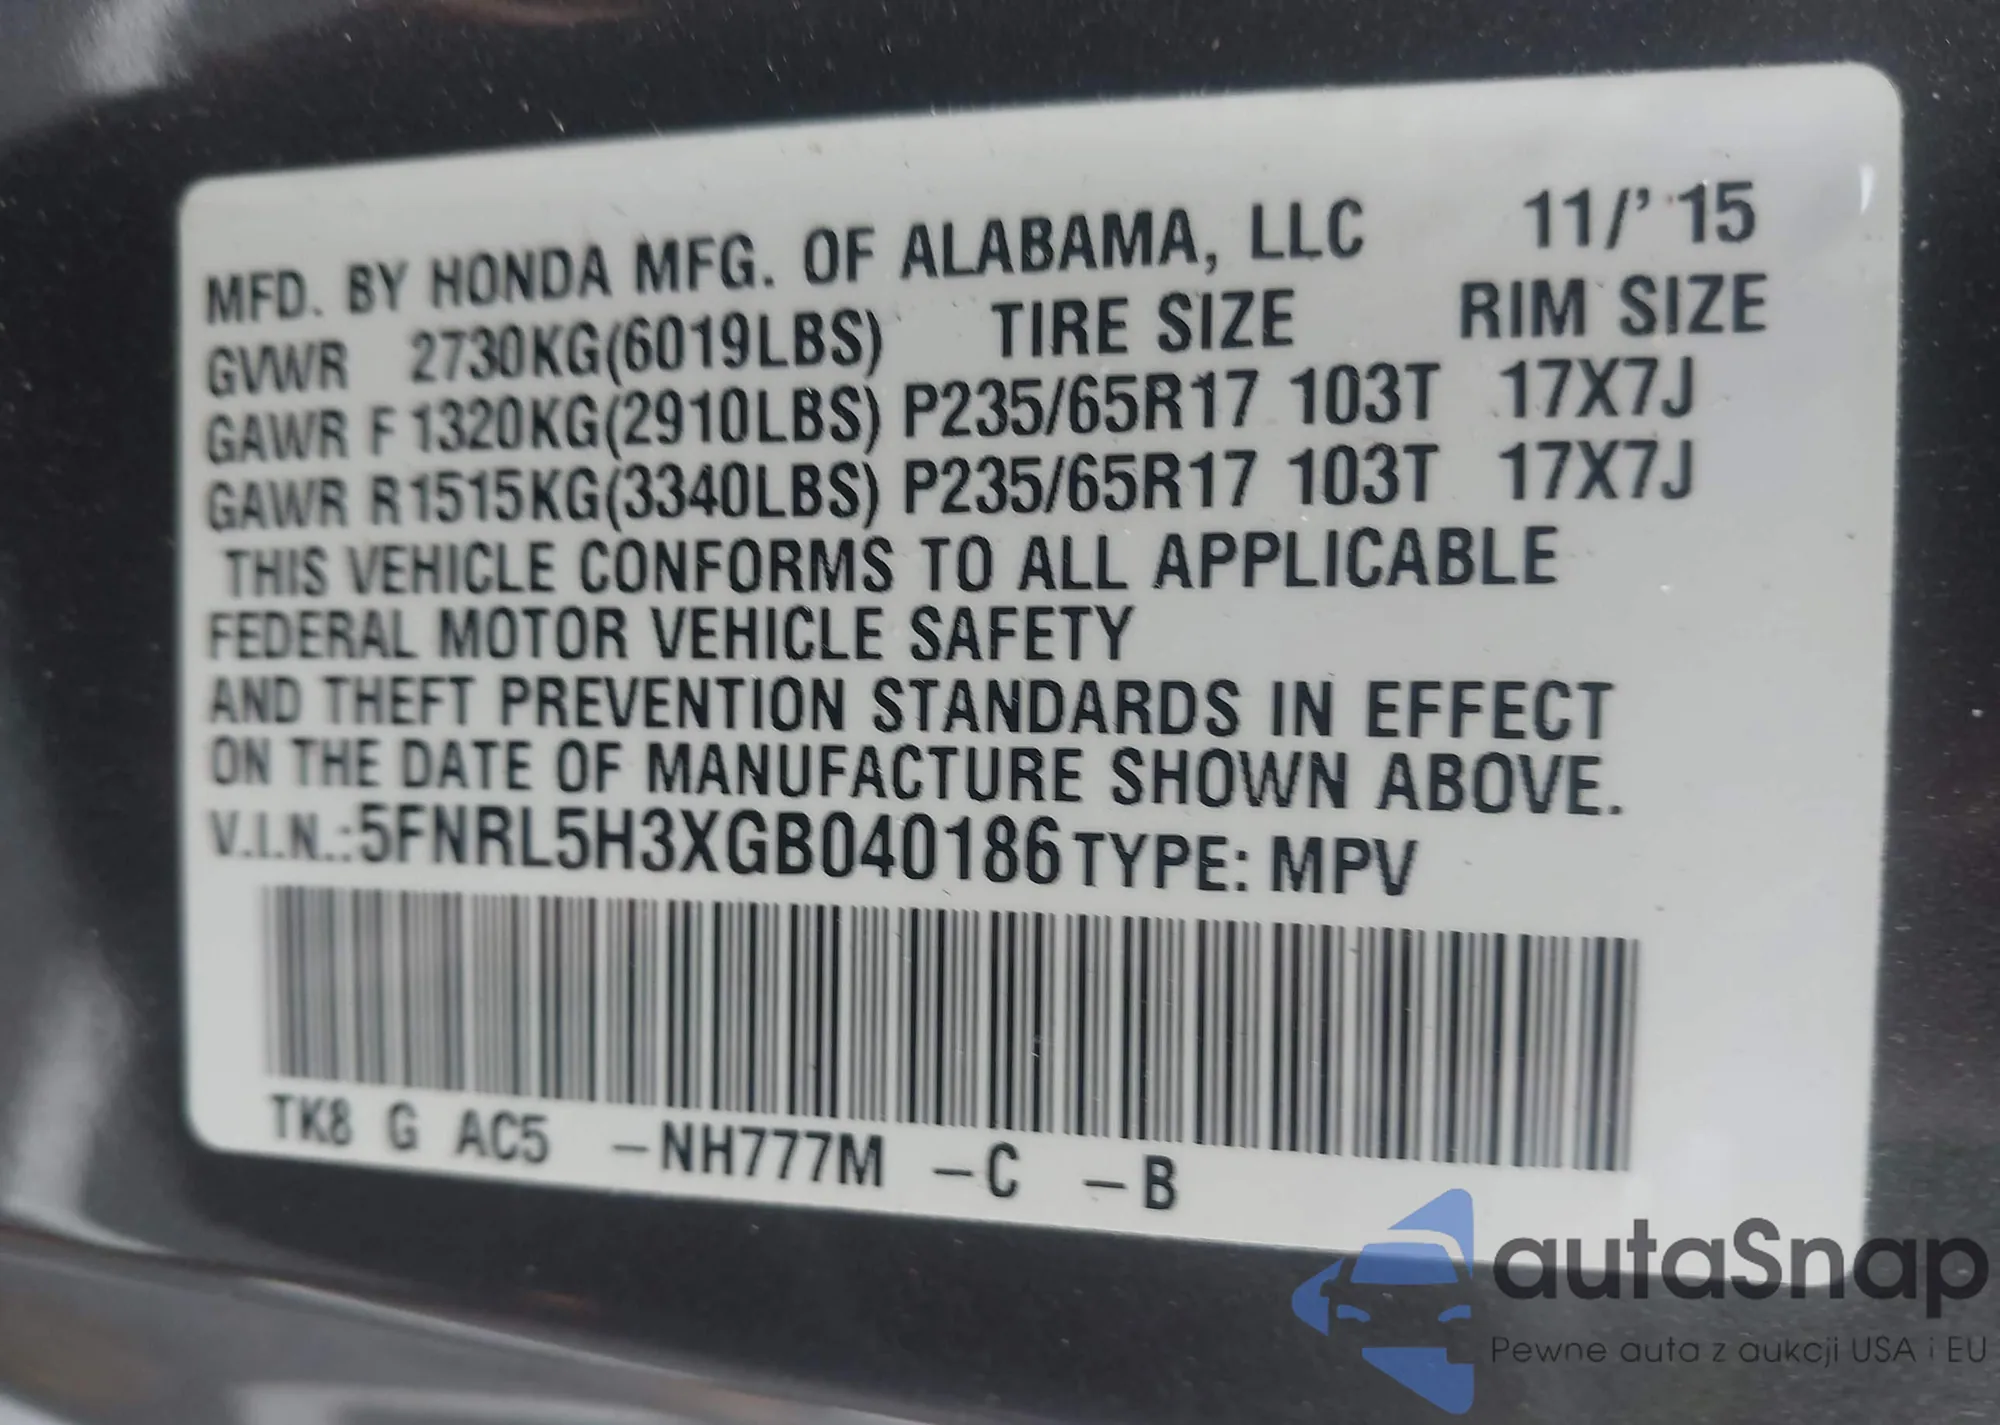 MFD. BY HONDA MFG. OF ALABAMA, LLC 11/'15
GVWR 2730KG(6019LBS) TIRE SIZE RIM SIZE
GAWR F 1320KG(2910LBS) P235/65R17 103T 17X7J
GAWR R 1515KG(3340LBS) P235/65R17 103T 17X7J
THIS VEHICLE CONFORMS TO ALL APPLICABLE
FEDERAL MOTOR VEHICLE SAFETY
AND THEFT PREVENTION STANDARDS IN EFFECT
ON THE DATE OF MANUFACTURE SHOWN ABOVE.
V.I.N.:5FNRL5H3XGB040186 TYPE: MPV
TK8 G AC5 –NH777M –C –B
autaSnap
Pewne auta z aukcji USA i EU